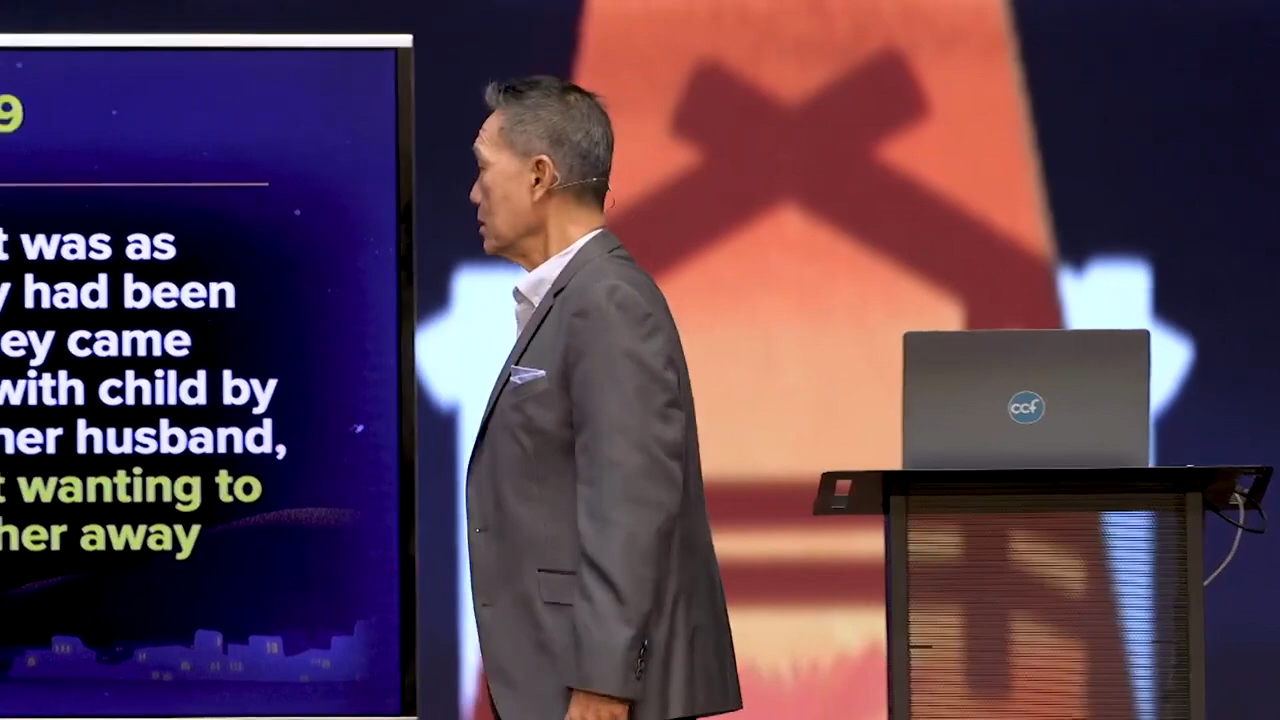 9
t was as
y had been
ey came
with child by
her husband,
t wanting to
her away
ccf